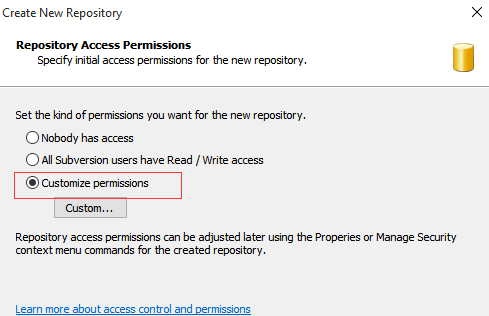 Create New Repository
Repository Access Permissions
Specify initial access permissions for the new repository.
Set the kind of permissions you want for the new repository.
Nobody has access
All Subversion users have Read / Write access
Customize permissions
Custom...
Repository access permissions can be adjusted later using the Properies or Manage Security
context menu commands for the created repository.
Learn more about access control and permissions